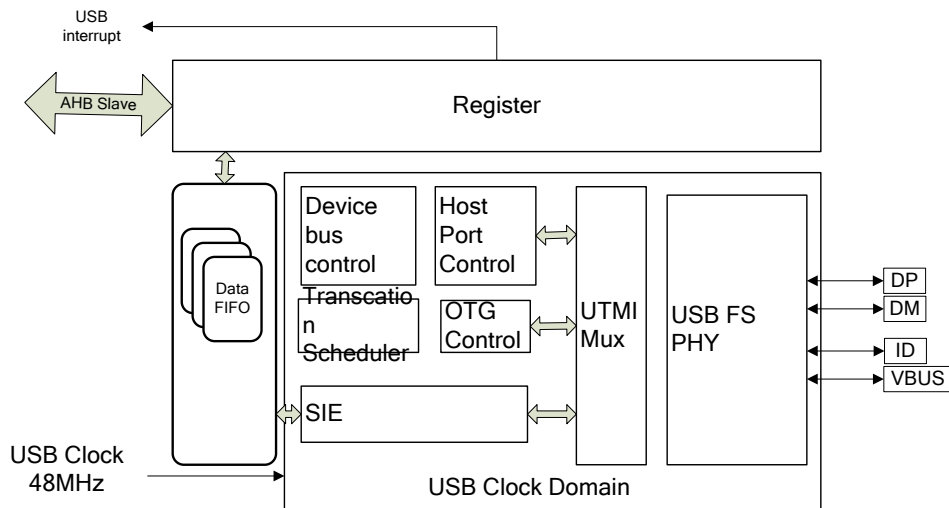 USB
interrupt
AHB Slave
Register
Device
bus
control
Host
Port
Control
Data
FIFO
Transcatio
n
Scheduler
OTG
Control
UTMI
Mux
USB FS
PHY
DP
DM
ID
VBUS
SIE
USB Clock
48MHz
USB Clock Domain